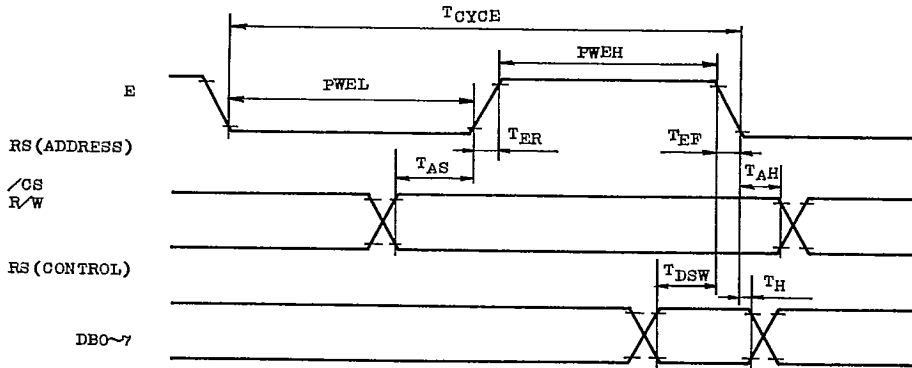 TCYCE
PWEH
E
PWEL
TER
TEF
RS(ADDRESS)
TAS
TAH
/CS
R/W
RS(CONTROL)
TDSW
TH
DB0~7